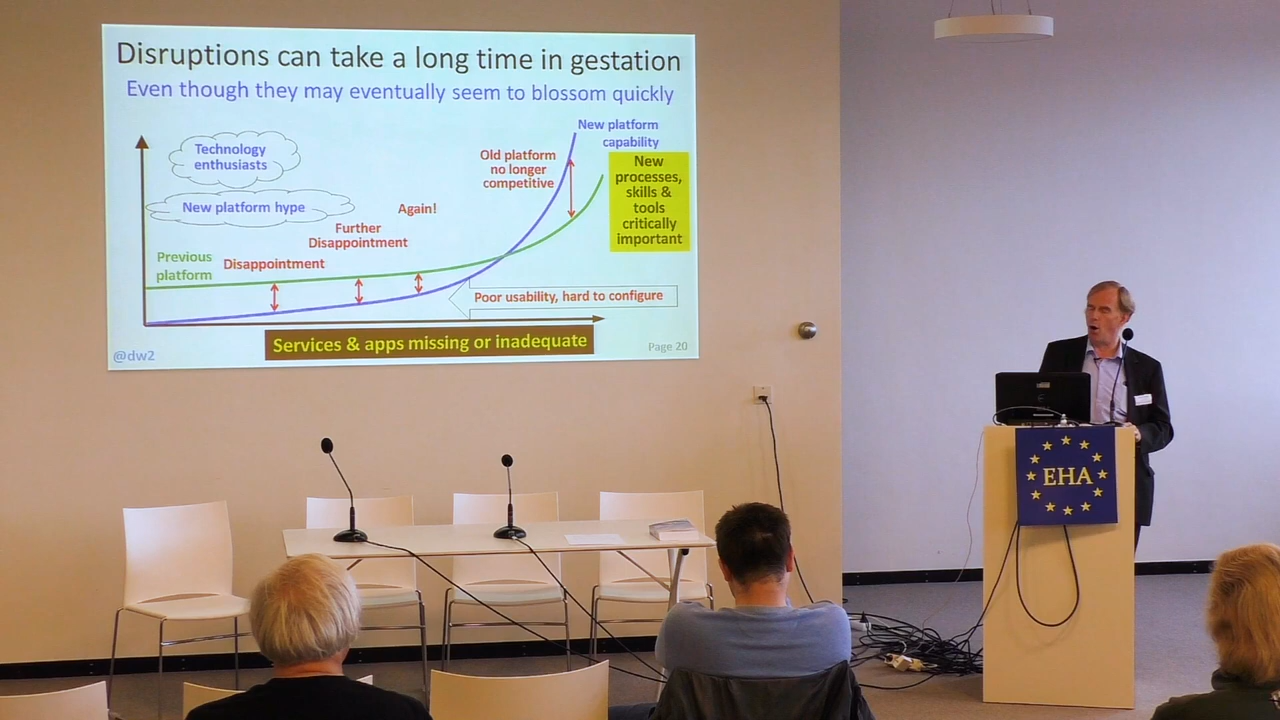 Disruptions can take a long time in gestation
Even though they may eventually seem to blossom quickly
New platform
capability
Technology
enthusiasts
Old platform
no longer
competitive
New
processes,
skills &
tools
critically
important
New platform hype
Again!
Further
Disappointment
Previous
platform
Disappointment
Poor usability, hard to configure
Services & apps missing or inadequate
@dw2
Page 20
EHA